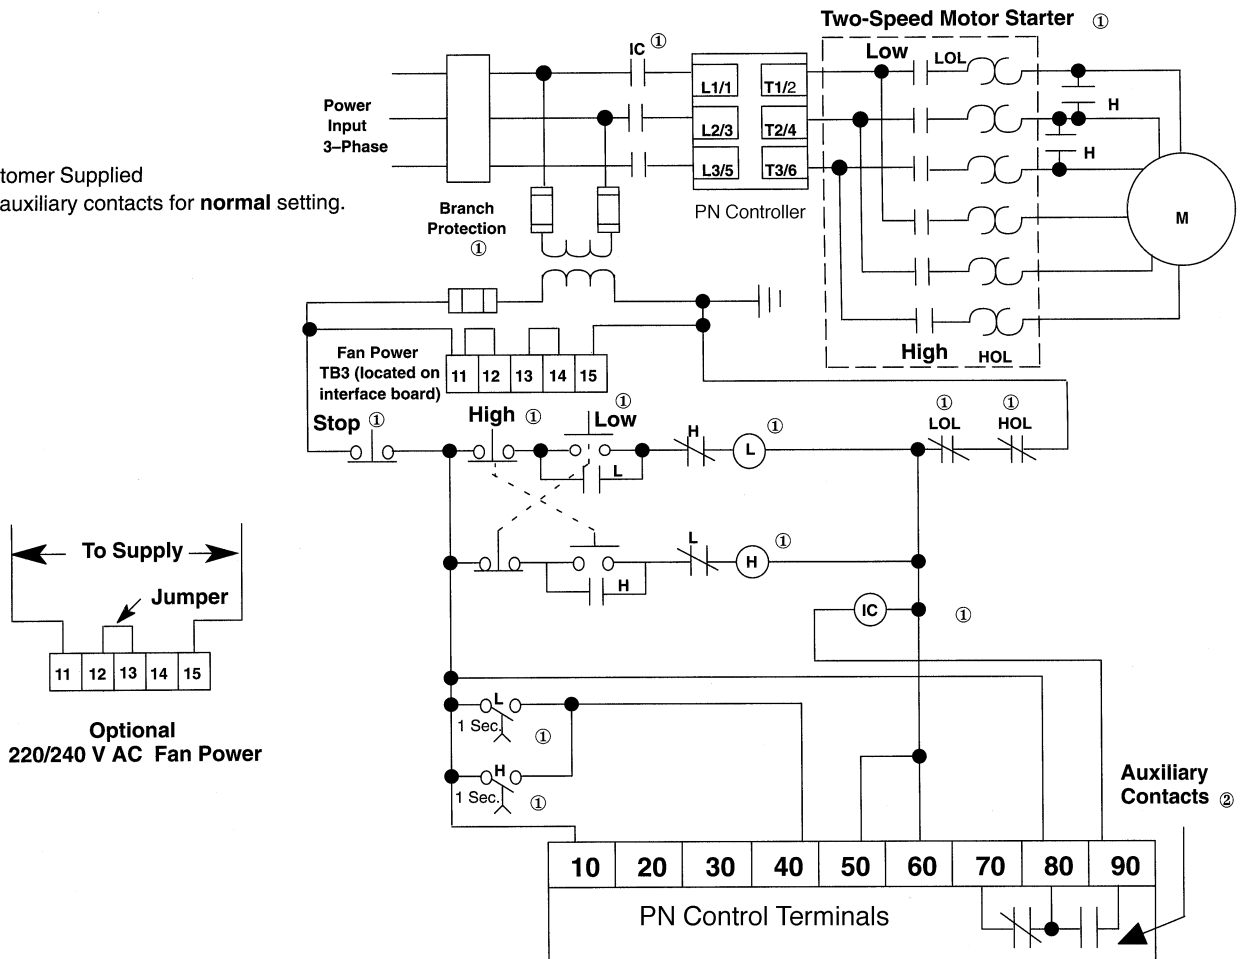 Two-Speed Motor Starter ①
IC ①
Low
LOL
L1/1
T1/2
Power
Input
3–Phase
L2/3
T2/4
H
L3/5
T3/6
H
tomer Supplied
auxiliary contacts for normal setting.
Branch
Protection
①
PN Controller
M
High
HOL
Fan Power
TB3 (located on
interface board)
11 12 13 14 15
Stop ①
High ①
①
Low
H
L
①
①
LOL
①
HOL
L
To Supply
Jumper
L
H
①
H
IC
①
11 12 13 14 15
Optional
220/240 V AC Fan Power
L
1 Sec.
①
H
1 Sec.
①
Auxiliary
Contacts ②
10 20 30 40 50 60 70 80 90
PN Control Terminals